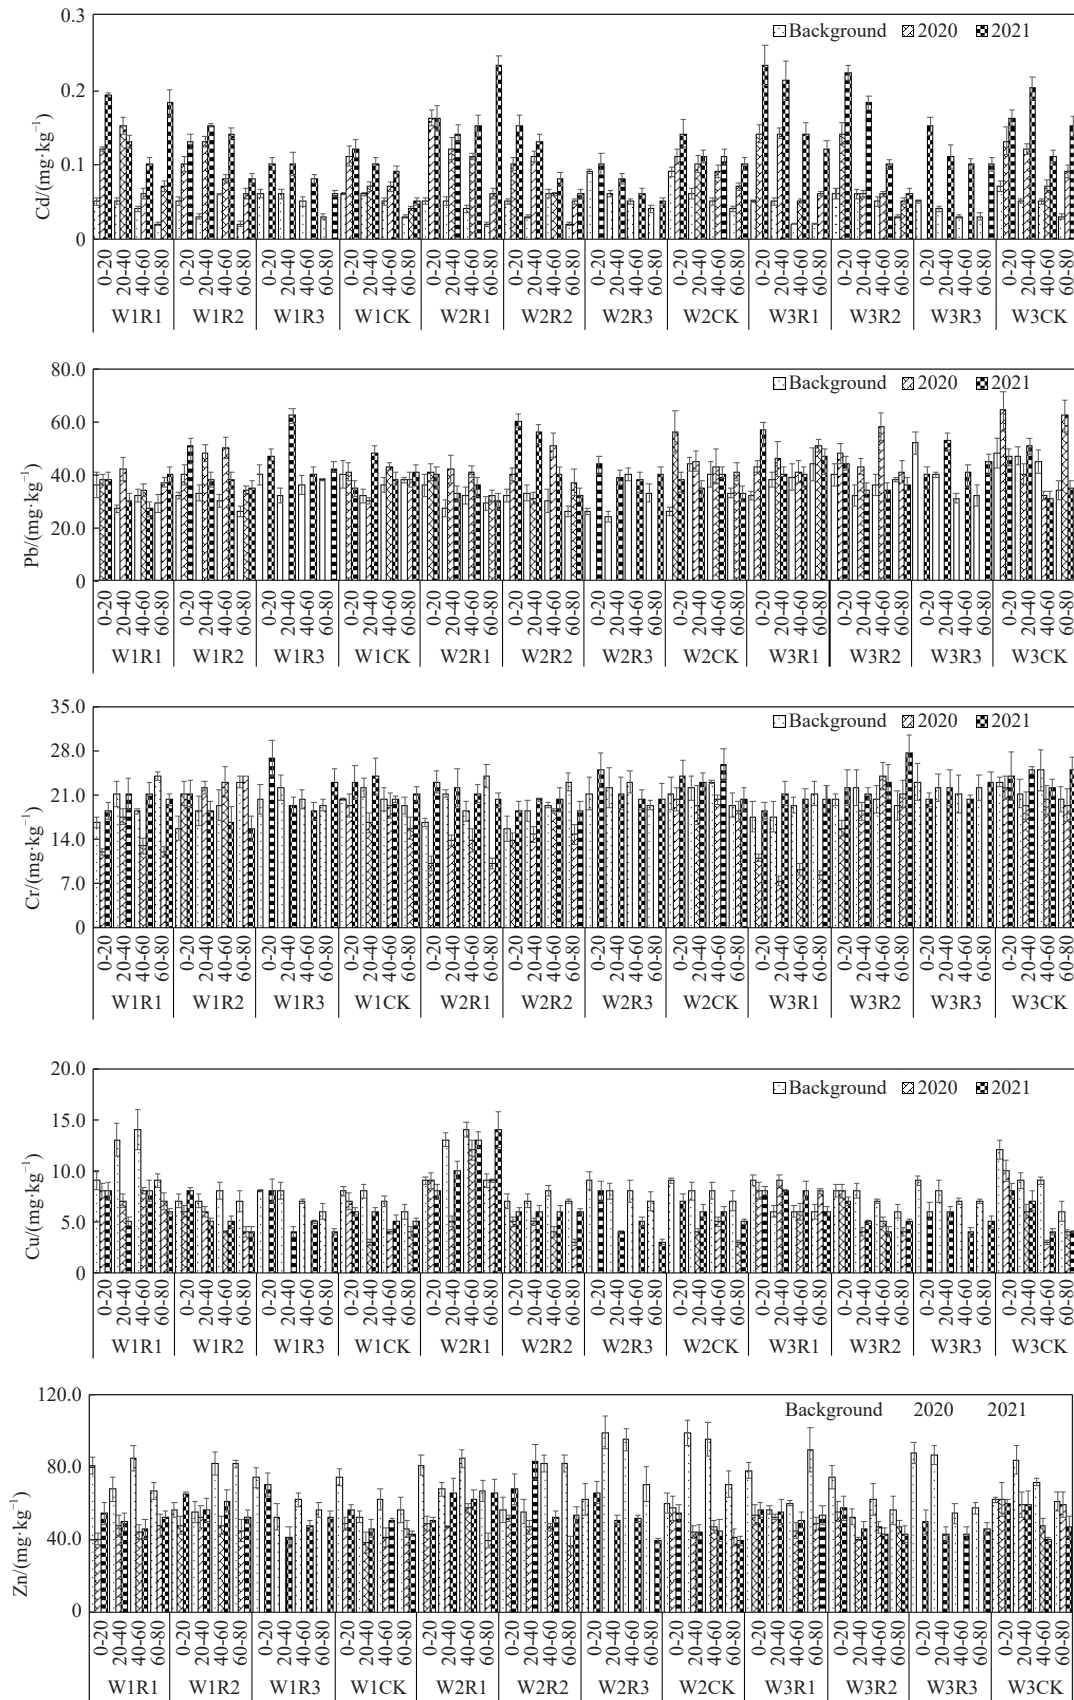 0.3
Background 2020 2021
0.2
0.1
0
Cd/(mg·kg⁻¹)
0-20 20-40 40-60 60-80 0-20 20-40 40-60 60-80 0-20 20-40 40-60 60-80 0-20 20-40 40-60 60-80 0-20 20-40 40-60 60-80 0-20 20-40 40-60 60-80 0-20 20-40 40-60 60-80 0-20 20-40 40-60 60-80 0-20 20-40 40-60 60-80 0-20 20-40 40-60 60-80 0-20 20-40 40-60 60-80 0-20 20-40 40-60 60-80
W1R1 W1R2 W1R3 W1CK W2R1 W2R2 W2R3 W2CK W3R1 W3R2 W3R3 W3CK
80.0
Background 2020 2021
60.0
40.0
20.0
0
Pb/(mg·kg⁻¹)
0-20 20-40 40-60 60-80 0-20 20-40 40-60 60-80 0-20 20-40 40-60 60-80 0-20 20-40 40-60 60-80 0-20 20-40 40-60 60-80 0-20 20-40 40-60 60-80 0-20 20-40 40-60 60-80 0-20 20-40 40-60 60-80 0-20 20-40 40-60 60-80 0-20 20-40 40-60 60-80 0-20 20-40 40-60 60-80 0-20 20-40 40-60 60-80
W1R1 W1R2 W1R3 W1CK W2R1 W2R2 W2R3 W2CK W3R1 W3R2 W3R3 W3CK
35.0
Background 2020 2021
28.0
21.0
14.0
7.0
0
Cr/(mg·kg⁻¹)
0-20 20-40 40-60 60-80 0-20 20-40 40-60 60-80 0-20 20-40 40-60 60-80 0-20 20-40 40-60 60-80 0-20 20-40 40-60 60-80 0-20 20-40 40-60 60-80 0-20 20-40 40-60 60-80 0-20 20-40 40-60 60-80 0-20 20-40 40-60 60-80 0-20 20-40 40-60 60-80 0-20 20-40 40-60 60-80 0-20 20-40 40-60 60-80
W1R1 W1R2 W1R3 W1CK W2R1 W2R2 W2R3 W2CK W3R1 W3R2 W3R3 W3CK
20.0
Background 2020 2021
15.0
10.0
5.0
0
Cu/(mg·kg⁻¹)
0-20 20-40 40-60 60-80 0-20 20-40 40-60 60-80 0-20 20-40 40-60 60-80 0-20 20-40 40-60 60-80 0-20 20-40 40-60 60-80 0-20 20-40 40-60 60-80 0-20 20-40 40-60 60-80 0-20 20-40 40-60 60-80 0-20 20-40 40-60 60-80 0-20 20-40 40-60 60-80 0-20 20-40 40-60 60-80 0-20 20-40 40-60 60-80
W1R1 W1R2 W1R3 W1CK W2R1 W2R2 W2R3 W2CK W3R1 W3R2 W3R3 W3CK
120.0
Background 2020 2021
80.0
40.0
0
Zn/(mg·kg⁻¹)
0-20 20-40 40-60 60-80 0-20 20-40 40-60 60-80 0-20 20-40 40-60 60-80 0-20 20-40 40-60 60-80 0-20 20-40 40-60 60-80 0-20 20-40 40-60 60-80 0-20 20-40 40-60 60-80 0-20 20-40 40-60 60-80 0-20 20-40 40-60 60-80 0-20 20-40 40-60 60-80 0-20 20-40 40-60 60-80 0-20 20-40 40-60 60-80
W1R1 W1R2 W1R3 W1CK W2R1 W2R2 W2R3 W2CK W3R1 W3R2 W3R3 W3CK